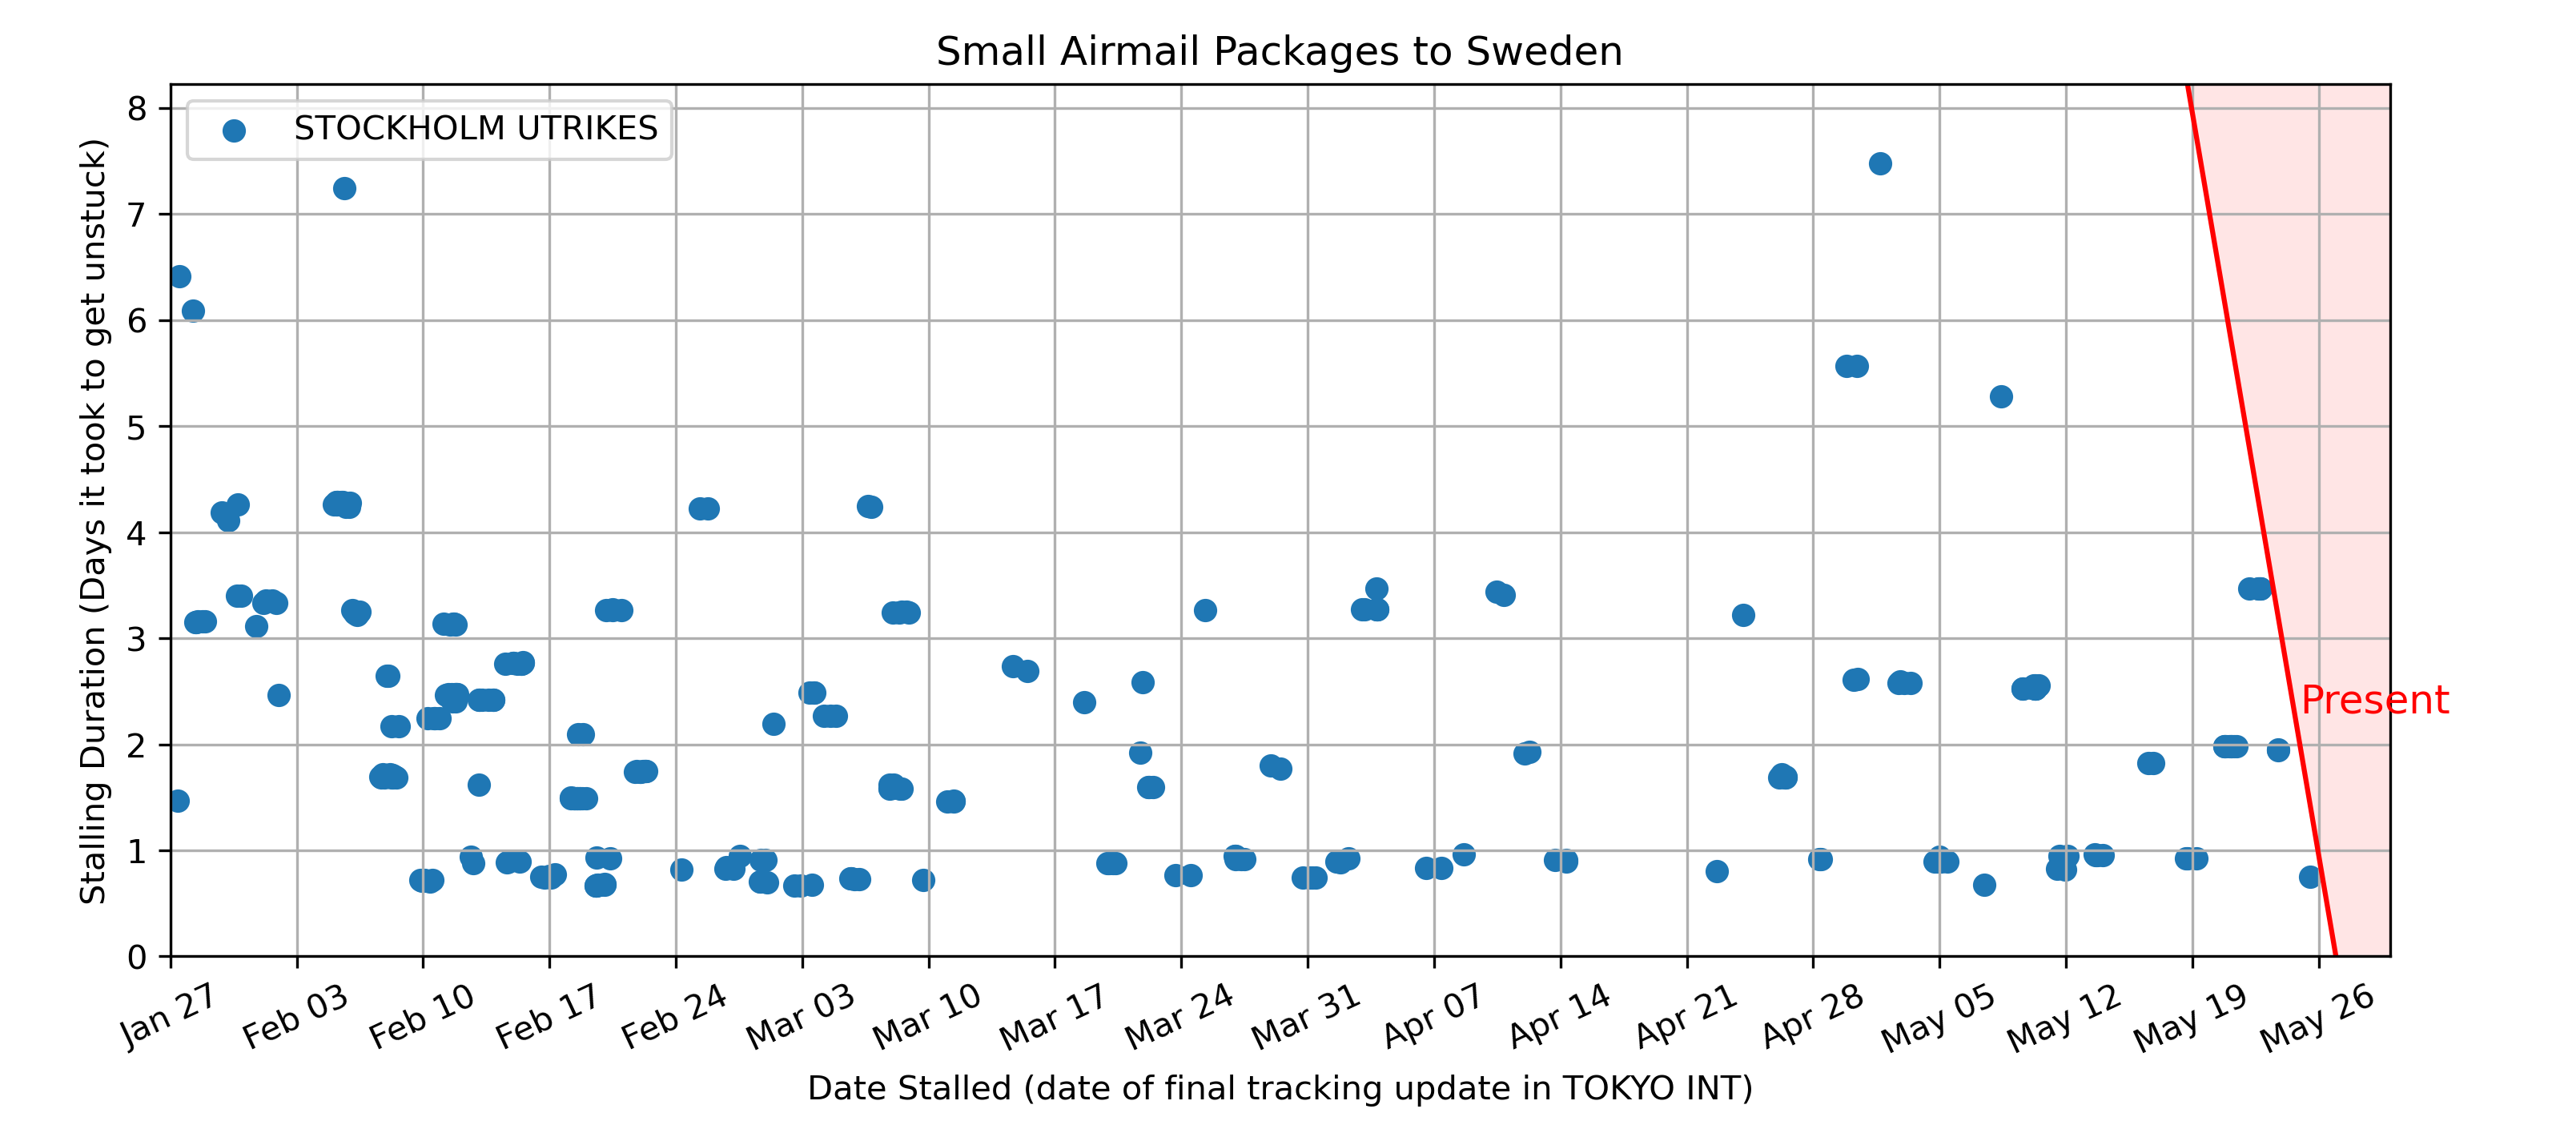 Small Airmail Packages to Sweden
STOCKHOLM UTRIKES
Stalling Duration (Days it took to get unstuck)
8
7
6
5
4
3
2
1
0
Present
Jan 27
Feb 03
Feb 10
Feb 17
Feb 24
Mar 03
Mar 10
Mar 17
Mar 24
Mar 31
Apr 07
Apr 14
Apr 21
Apr 28
May 05
May 12
May 19
May 26
Date Stalled (date of final tracking update in TOKYO INT)